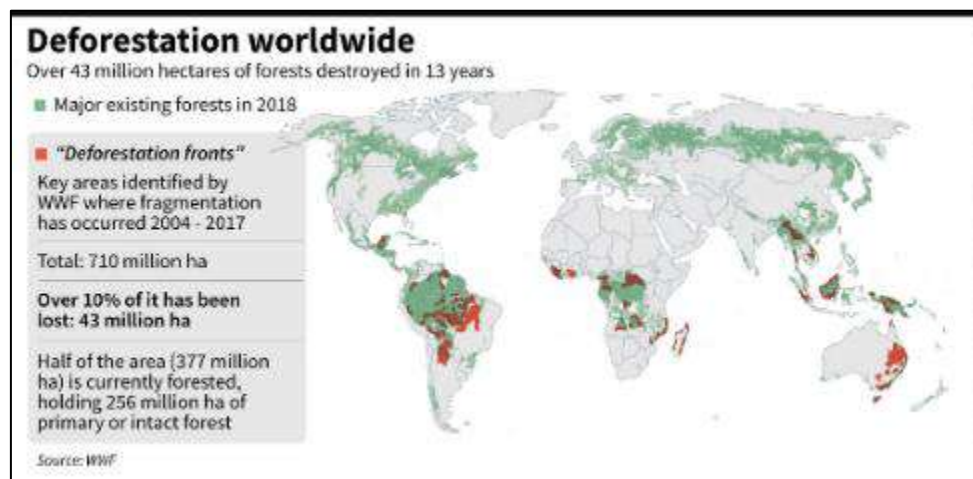 Deforestation worldwide
Over 43 million hectares of forests destroyed in 13 years
Major existing forests in 2018
“Deforestation fronts”
Key areas identified by
WWF where fragmentation
has occurred 2004 - 2017
Total: 710 million ha
Over 10% of it has been
lost: 43 million ha
Half of the area (377 million
ha) is currently forested,
holding 256 million ha of
primary or intact forest
Source: WWF